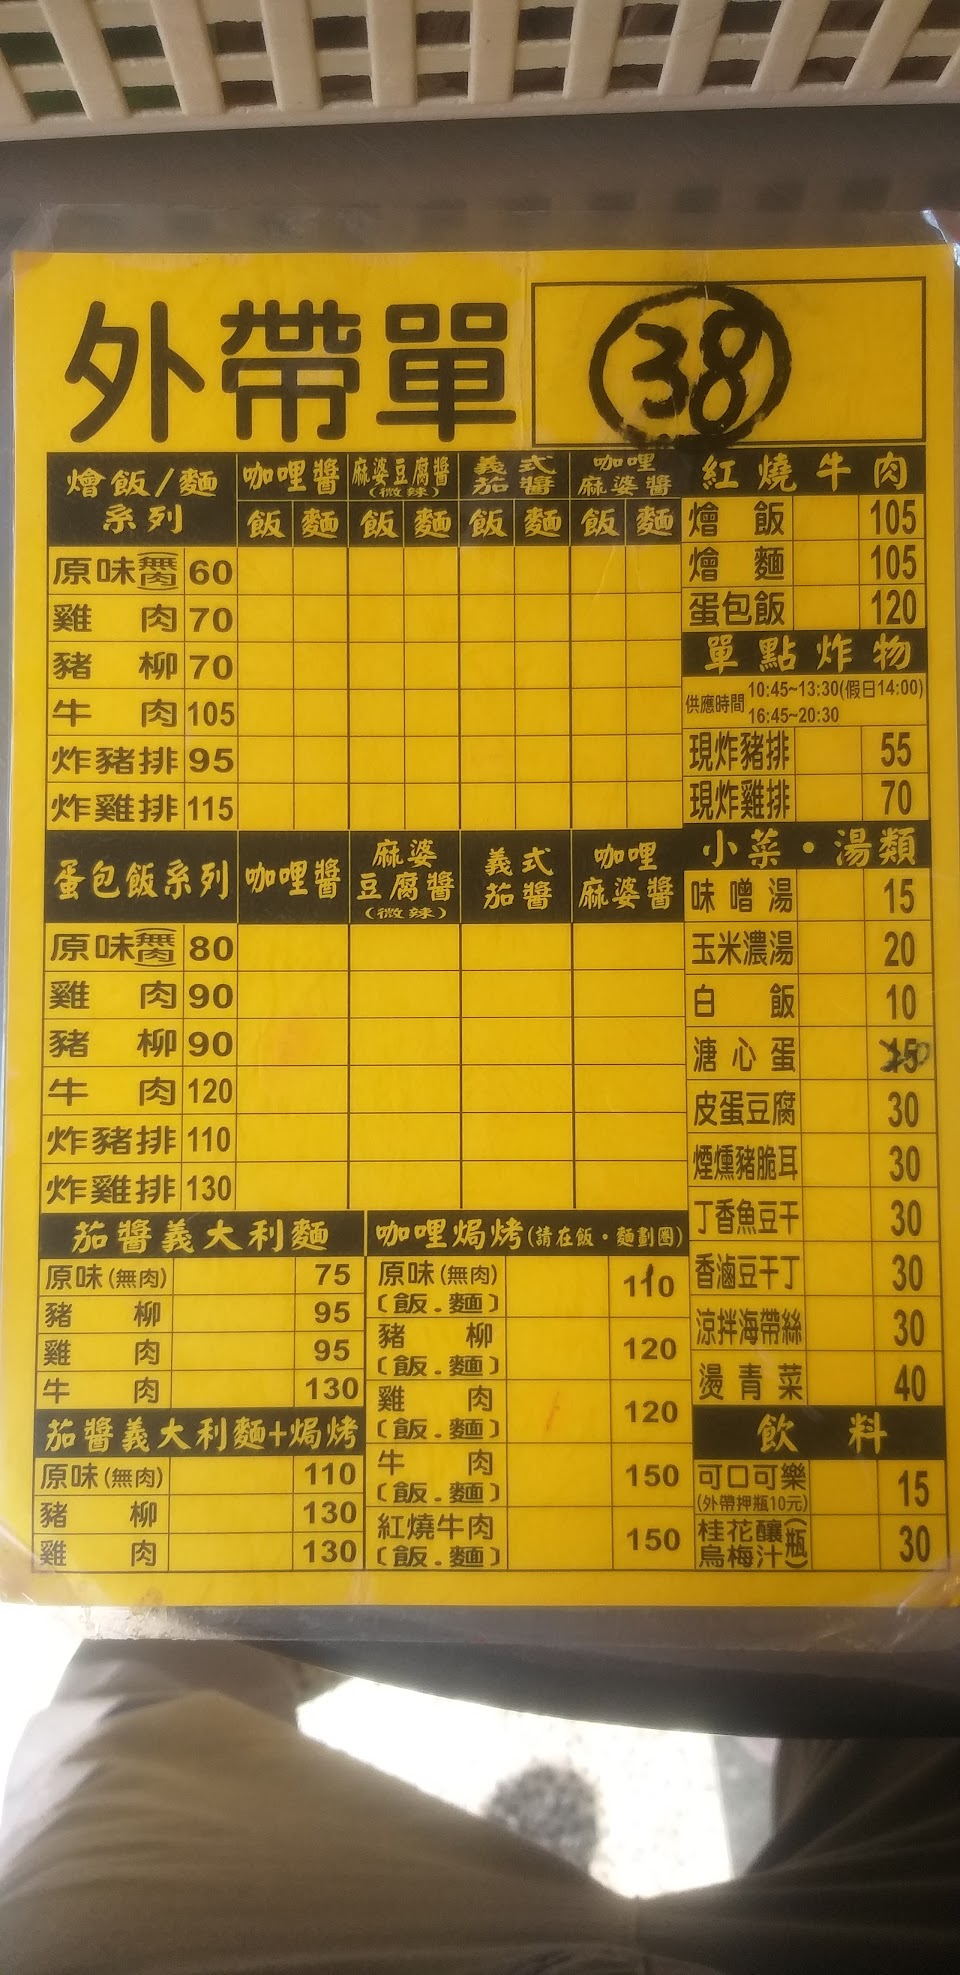 外帶單
38
燴飯/麵
系列
咖哩醬
麻婆豆腐醬
(微辣)
義式
茄醬
咖哩
麻婆醬
飯 麵 飯 麵 飯 麵 飯 麵
原味(無肉) 60
雞肉 70
豬柳 70
牛肉 105
炸豬排 95
炸雞排 115
蛋包飯系列
咖哩醬
麻婆
豆腐醬
(微辣)
義式
茄醬
咖哩
麻婆醬
原味(無肉) 80
雞肉 90
豬柳 90
牛肉 120
炸豬排 110
炸雞排 130
茄醬義大利麵
原味(無肉) 75
豬柳 95
雞肉 95
牛肉 130
茄醬義大利麵+焗烤
原味(無肉) 110
豬柳 130
雞肉 130
咖哩焗烤(請在飯・麵劃圈)
原味(無肉) 110
(飯.麵)
豬柳 120
(飯.麵)
雞肉 120
(飯.麵)
牛肉 150
(飯.麵)
紅燒牛肉 150
(飯.麵)
紅燒牛肉
燴飯 105
燴麵 105
蛋包飯 120
單點炸物
供應時間
10:45~13:30(假日14:00)
16:45~20:30
現炸豬排 55
現炸雞排 70
小菜・湯類
味噌湯 15
玉米濃湯 20
白飯 10
溏心蛋 20
皮蛋豆腐 30
煙燻豬脆耳 30
丁香魚豆干 30
香滷豆干丁 30
涼拌海帶絲 30
燙青菜 40
飲料
可口可樂 15
(外帶押瓶10元)
桂花釀
烏梅汁(瓶) 30